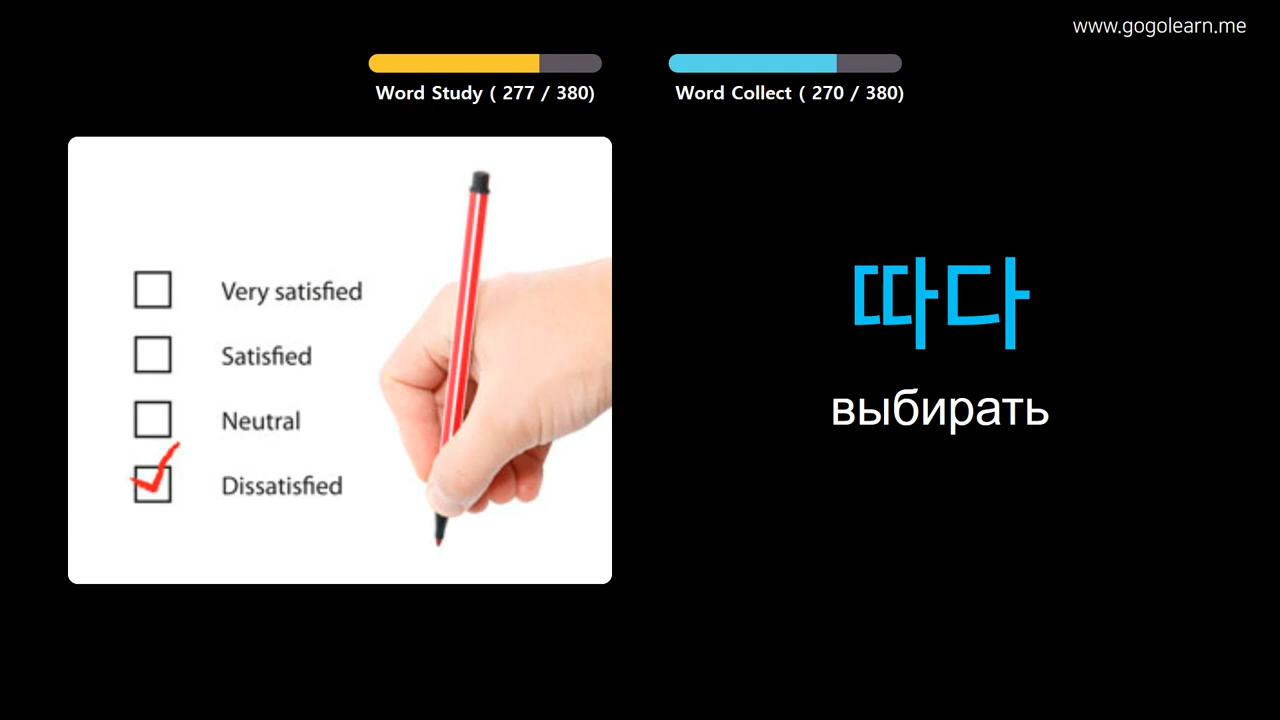 www.gogolearn.me
Word Study ( 277 / 380)
Word Collect ( 270 / 380)
Very satisfied
Satisfied
Neutral
Dissatisfied
따다
выбирать